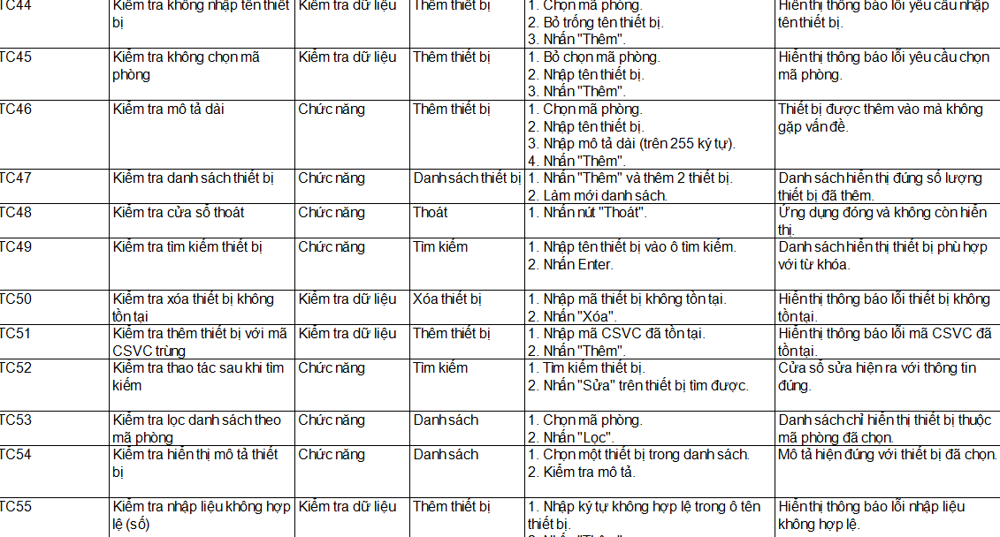 TC44
Kiểm tra không nhập tên thiết
bị
Kiểm tra dữ liệu
Thêm thiết bị
1. Chọn mã phòng.
2. Bỏ trống tên thiết bị.
3. Nhấn "Thêm".
Hiển thị thông báo lỗi yêu cầu nhập
tên thiết bị.
TC45
Kiểm tra không chọn mã
phòng
Kiểm tra dữ liệu
Thêm thiết bị
1. Bỏ chọn mã phòng.
2. Nhập tên thiết bị.
3. Nhấn "Thêm".
Hiển thị thông báo lỗi yêu cầu chọn
mã phòng.
TC46
Kiểm tra mô tả dài
Chức năng
Thêm thiết bị
1. Chọn mã phòng.
2. Nhập tên thiết bị.
3. Nhập mô tả dài (trên 255 ký tự).
4. Nhấn "Thêm".
Thiết bị được thêm vào mà không
gặp vấn đề.
TC47
Kiểm tra danh sách thiết bị
Chức năng
Danh sách thiết bị
1. Nhấn "Thêm" và thêm 2 thiết bị.
2. Làm mới danh sách.
Danh sách hiển thị đúng số lượng
thiết bị đã thêm.
TC48
Kiểm tra cửa sổ thoát
Chức năng
Thoát
1. Nhấn nút "Thoát".
Ứng dụng đóng và không còn hiển
thị.
TC49
Kiểm tra tìm kiếm thiết bị
Chức năng
Tìm kiếm
1. Nhập tên thiết bị vào ô tìm kiếm.
2. Nhấn Enter.
Danh sách hiển thị thiết bị phù hợp
với từ khóa.
TC50
Kiểm tra xóa thiết bị không
tồn tại
Kiểm tra dữ liệu
Xóa thiết bị
1. Nhập mã thiết bị không tồn tại.
2. Nhấn "Xóa".
Hiển thị thông báo lỗi thiết bị không
tồn tại.
TC51
Kiểm tra thêm thiết bị với mã
CSVC trùng
Kiểm tra dữ liệu
Thêm thiết bị
1. Nhập mã CSVC đã tồn tại.
2. Nhấn "Thêm".
Hiển thị thông báo lỗi mã CSVC đã
tồn tại.
TC52
Kiểm tra thao tác sau khi tìm
kiếm
Chức năng
Tìm kiếm
1. Tìm kiếm thiết bị.
2. Nhấn "Sửa" trên thiết bị tìm được.
Cửa sổ sửa hiện ra với thông tin
đúng.
TC53
Kiểm tra lọc danh sách theo
mã phòng
Chức năng
Danh sách
1. Chọn mã phòng.
2. Nhấn "Lọc".
Danh sách chỉ hiển thị thiết bị thuộc
mã phòng đã chọn.
TC54
Kiểm tra hiển thị mô tả thiết
bị
Chức năng
Danh sách
1. Chọn một thiết bị trong danh sách.
2. Kiểm tra mô tả.
Mô tả hiện đúng với thiết bị đã chọn.
TC55
Kiểm tra nhập liệu không hợp
lệ (số)
Kiểm tra dữ liệu
Thêm thiết bị
1. Nhập ký tự không hợp lệ trong ô tên
thiết bị.
Hiển thị thông báo lỗi nhập liệu
không hợp lệ.